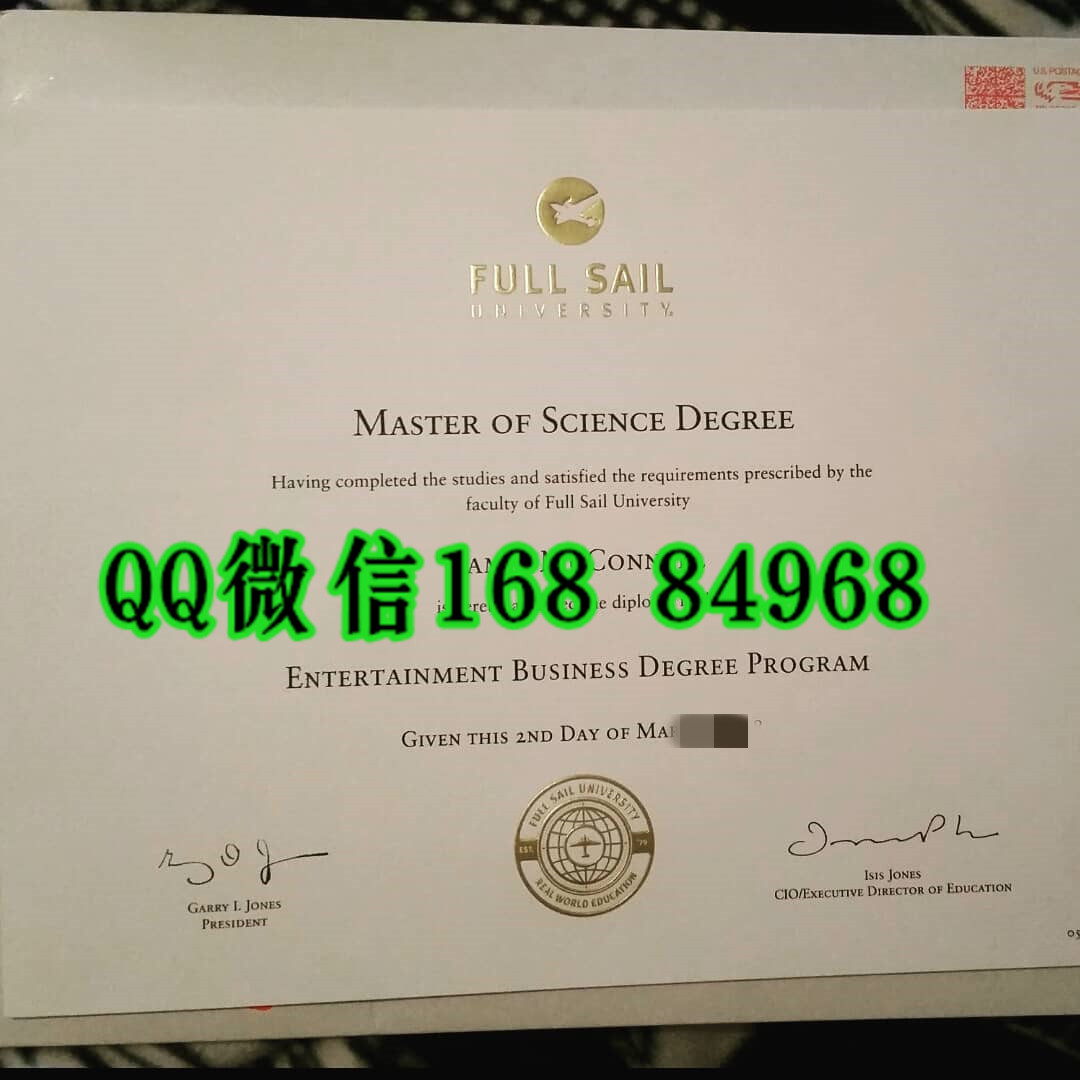 U.S. POSTAG
FULL SAIL
UNIVERSITY.
MASTER OF SCIENCE DEGREE
Having completed the studies and satisfied the requirements prescribed by the
faculty of Full Sail University
QQ微信168 84968
ENTERTAINMENT BUSINESS DEGREE PROGRAM
GIVEN THIS 2ND DAY OF
FULL SAIL UNIVERSITY
EST. '79
REAL WORLD EDUCATION
GARRY I. JONES
PRESIDENT
ISIS JONES
CIO/EXECUTIVE DIRECTOR OF EDUCATION